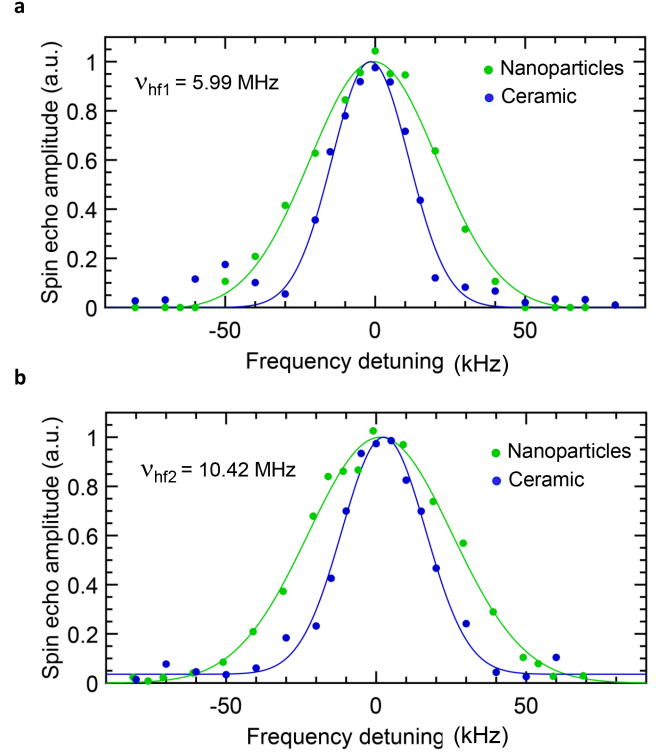 a
Spin echo amplitude (a.u.)
1
0.8
0.6
0.4
0.2
0
νhf1 = 5.99 MHz
Nanoparticles
Ceramic
-50
0
50
Frequency detuning (kHz)
b
Spin echo amplitude (a.u.)
1
0.8
0.6
0.4
0.2
0
νhf2 = 10.42 MHz
Nanoparticles
Ceramic
-50
0
50
Frequency detuning (kHz)